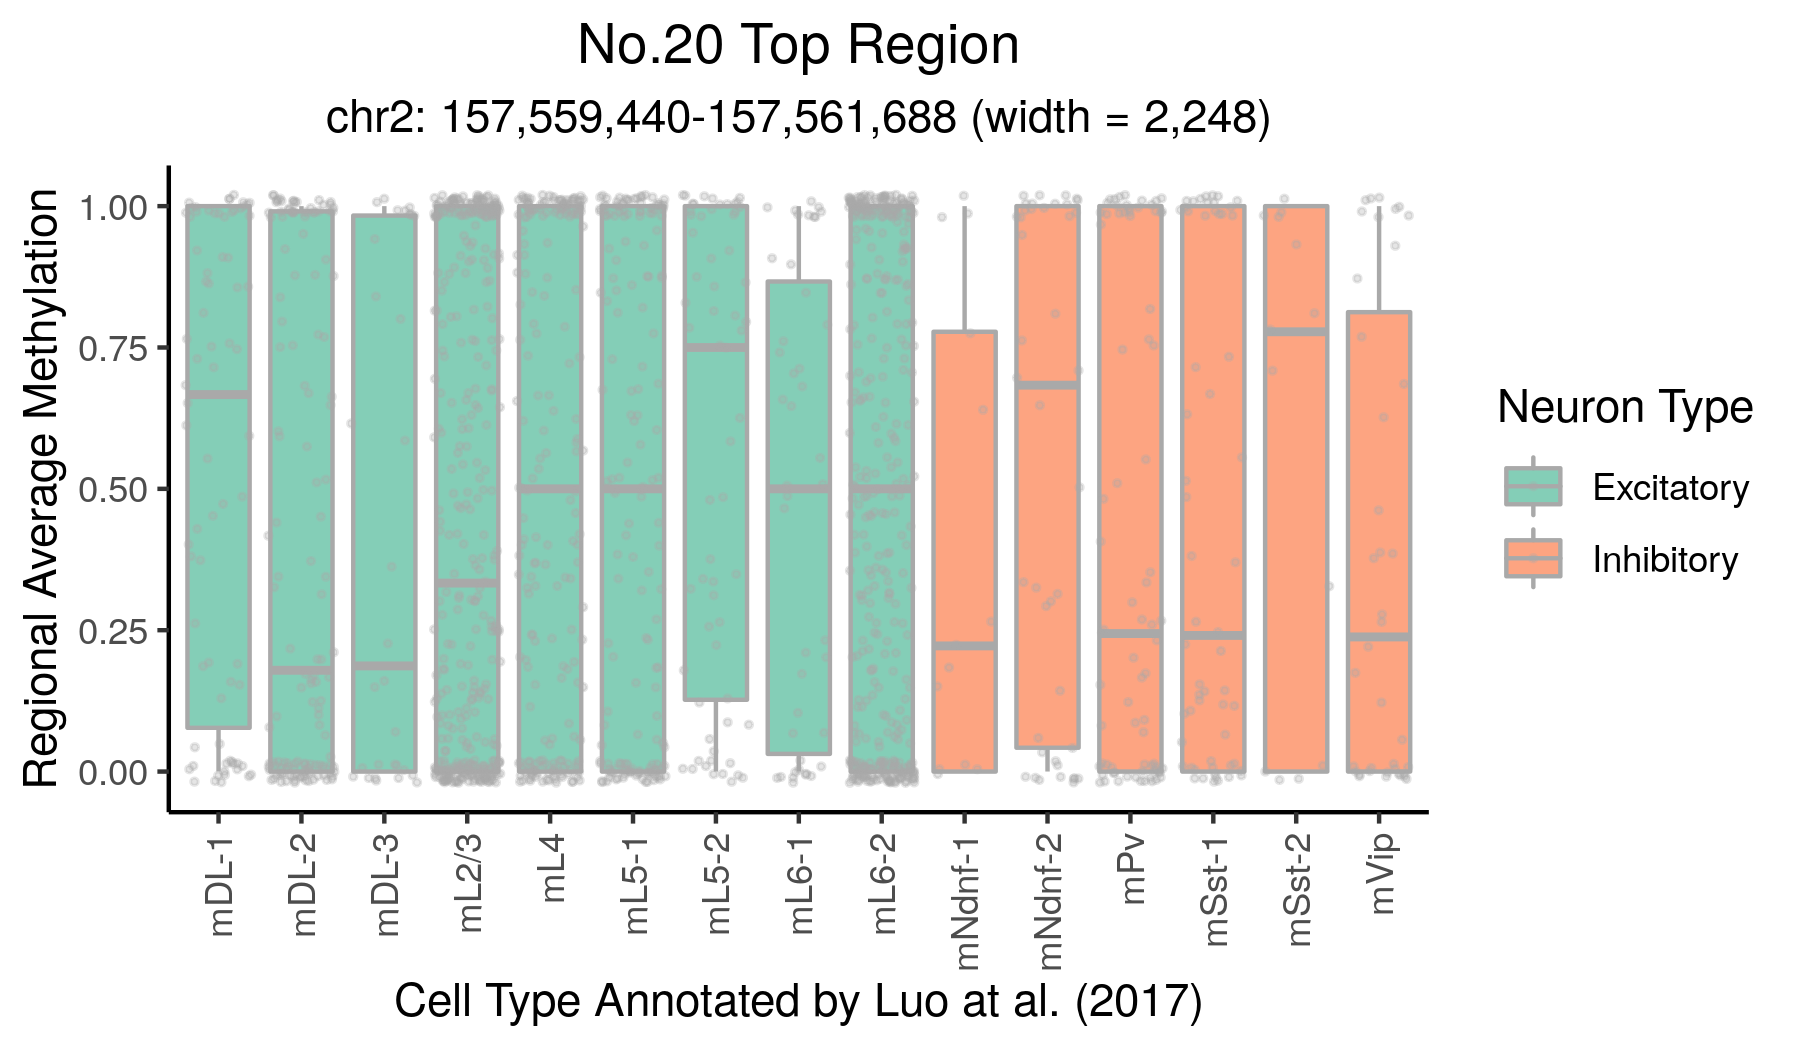 No.20 Top Region
chr2: 157,559,440-157,561,688 (width = 2,248)
Regional Average Methylation
1.00
0.75
0.50
0.25
0.00
mDL-1
mDL-2
mDL-3
mL2/3
mL4
mL5-1
mL5-2
mL6-1
mL6-2
mNdnf-1
mNdnf-2
mPv
mSst-1
mSst-2
mVip
Cell Type Annotated by Luo at al. (2017)
Neuron Type
Excitatory
Inhibitory